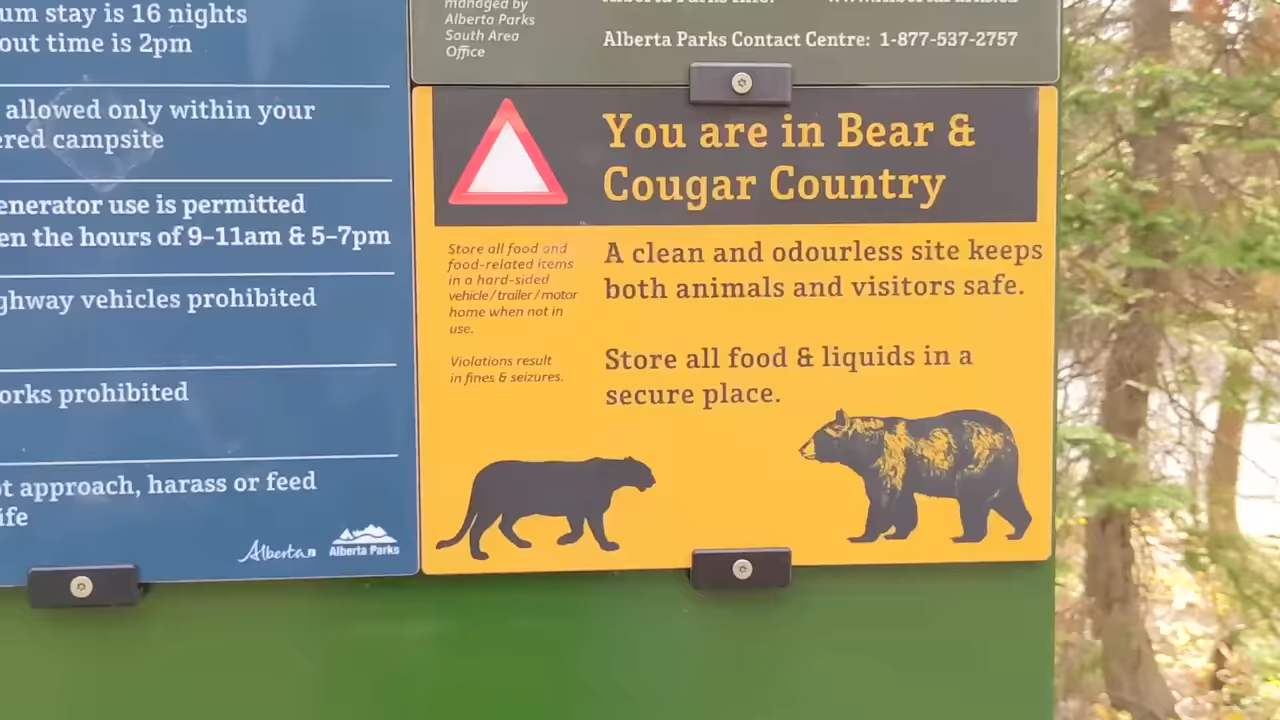 um stay is 16 nights
out time is 2pm
allowed only within your
ered campsite
enerator use is permitted
en the hours of 9–11am & 5–7pm
ghway vehicles prohibited
orks prohibited
ot approach, harass or feed
ife
Alberta
Alberta Parks
managed by
Alberta Parks
South Area
Office
Alberta Parks Contact Centre: 1-877-537-2757
You are in Bear &
Cougar Country
Store all food and
food-related items
in a hard-sided
vehicle / trailer / motor
home when not in
use.
Violations result
in fines & seizures.
A clean and odourless site keeps
both animals and visitors safe.
Store all food & liquids in a
secure place.